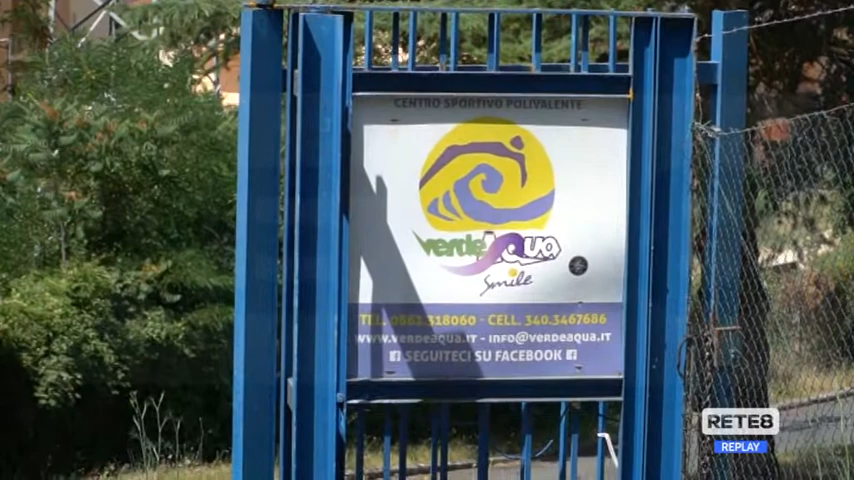 CENTRO SPORTIVO POLIVALENTE
verdeAQUA
Smile
TEL. 0862.318060 - CELL. 340.3467686
www.verdeaqua.it - info@verdeaqua.it
SEGUITECI SU FACEBOOK
RETE8
REPLAY